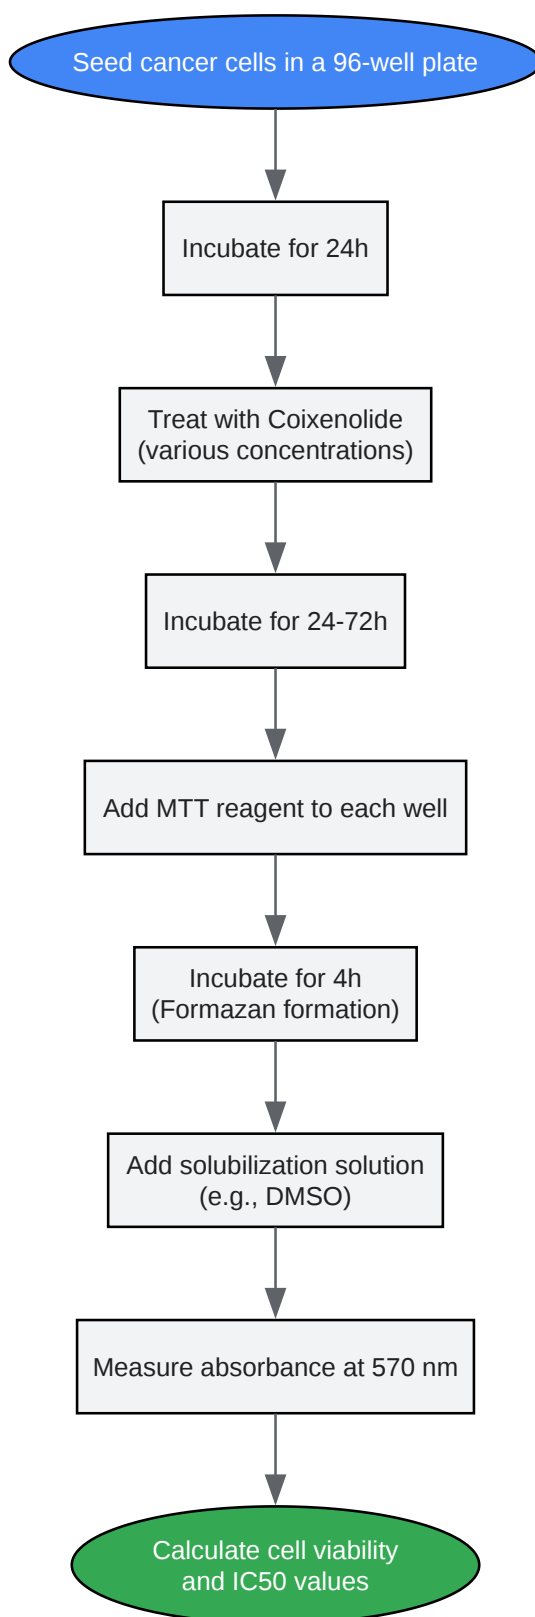 Seed cancer cells in a 96-well plate
Incubate for 24h
Treat with Coixenolide
(various concentrations)
Incubate for 24-72h
Add MTT reagent to each well
Incubate for 4h
(Formazan formation)
Add solubilization solution
(e.g., DMSO)
Measure absorbance at 570 nm
Calculate cell viability
and IC50 values